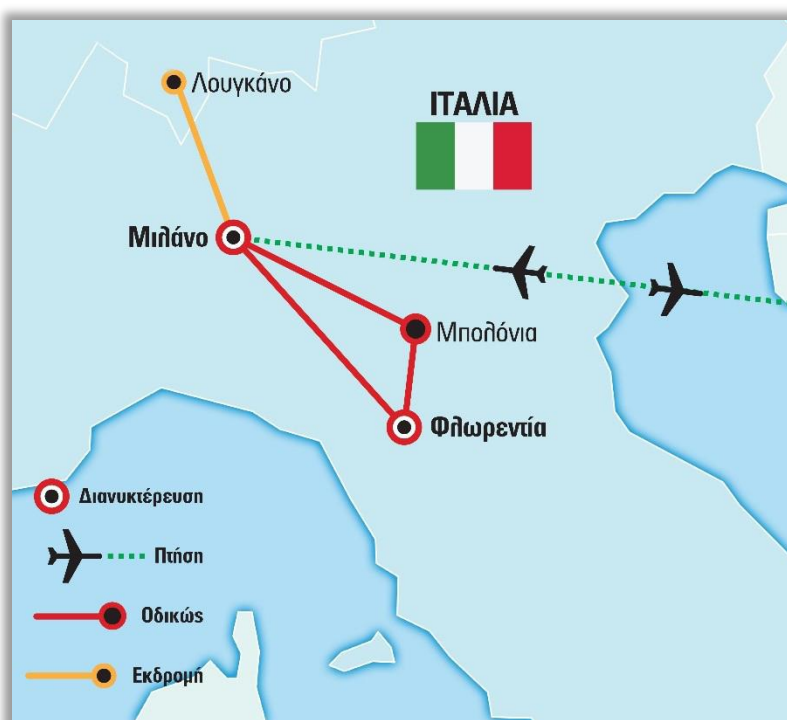 Λουγκάνο
ΙΤΑΛΙΑ
Μιλάνο
Μπολόνια
Φλωρεντία
Διανυκτέρευση
Πτήση
Οδικώς
Εκδρομή